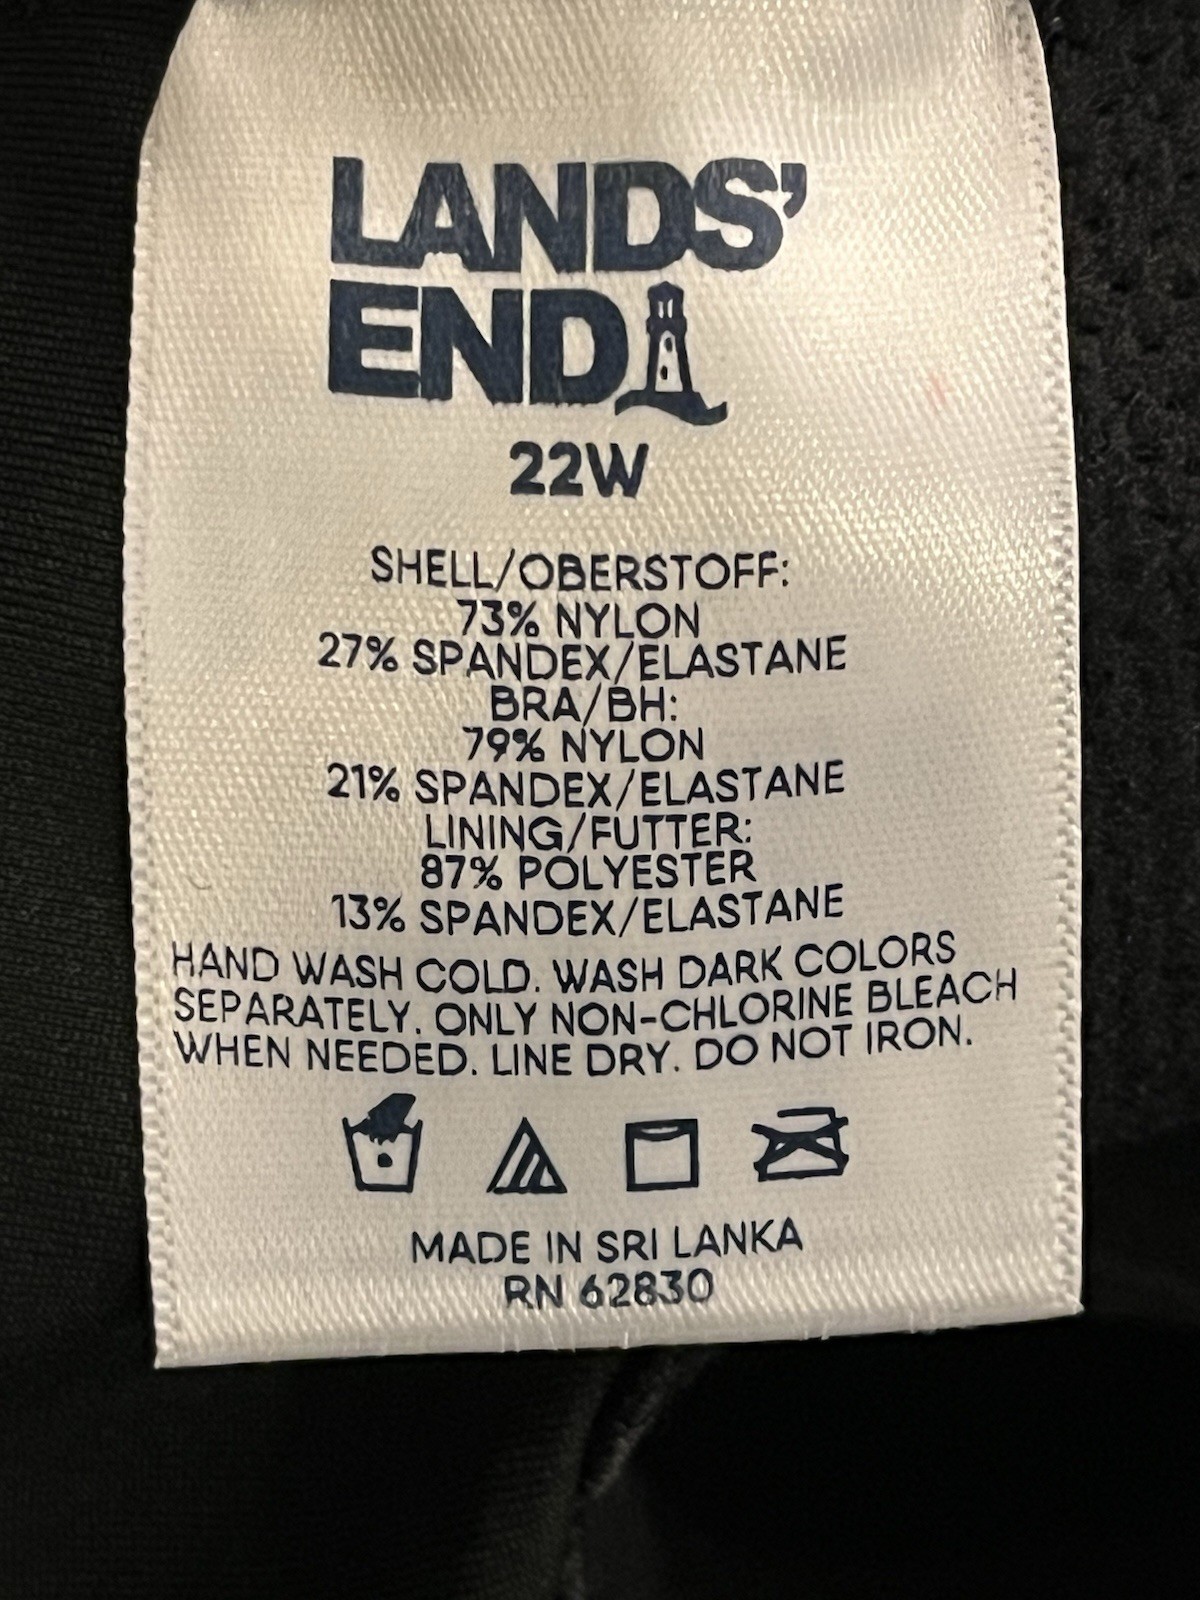 LANDS'
END
22W
SHELL/OBERSTOFF:
73% NYLON
27% SPANDEX/ELASTANE
BRA/BH:
79% NYLON
21% SPANDEX/ELASTANE
LINING/FUTTER:
87% POLYESTER
13% SPANDEX/ELASTANE
HAND WASH COLD. WASH DARK COLORS
SEPARATELY. ONLY NON-CHLORINE BLEACH
WHEN NEEDED. LINE DRY. DO NOT IRON.
MADE IN SRI LANKA
RN 62830